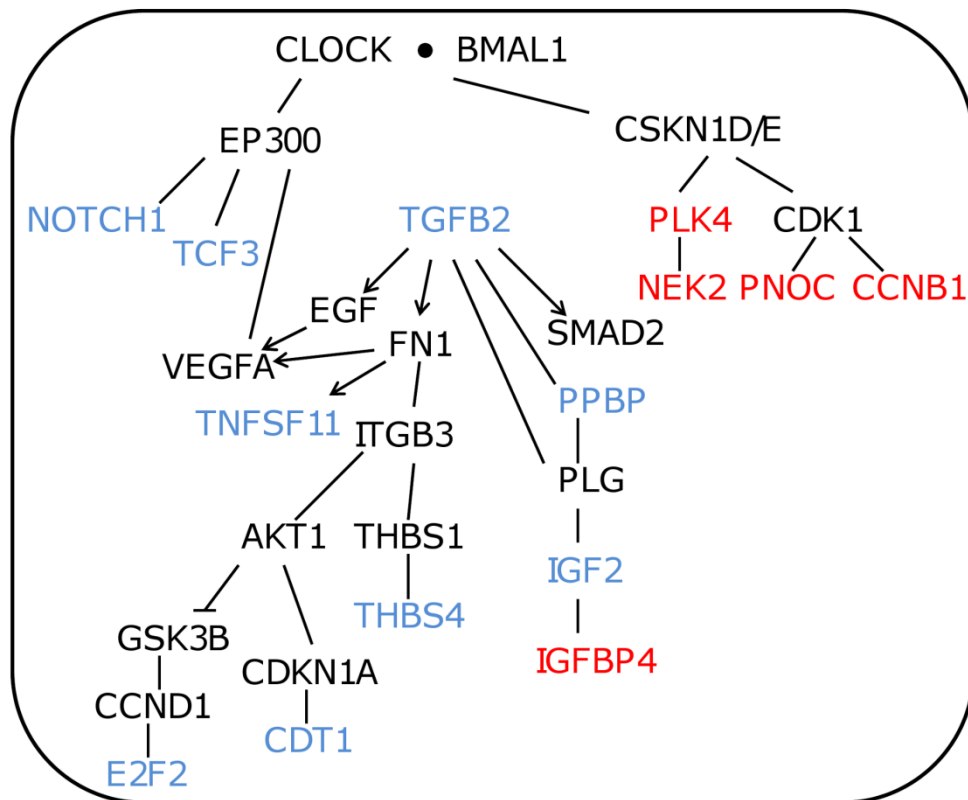 CLOCK • BMAL1
EP300
CSKN1D/E
NOTCH1
TCF3
TGFB2
PLK4
CDK1
NEK2
PNOC
CCNB1
EGF
SMAD2
VEGFA
FN1
TNFSF11
ITGB3
PPBP
PLG
AKT1
THBS1
IGF2
THBS4
GSK3B
CDKN1A
IGFBP4
CCND1
CDT1
E2F2